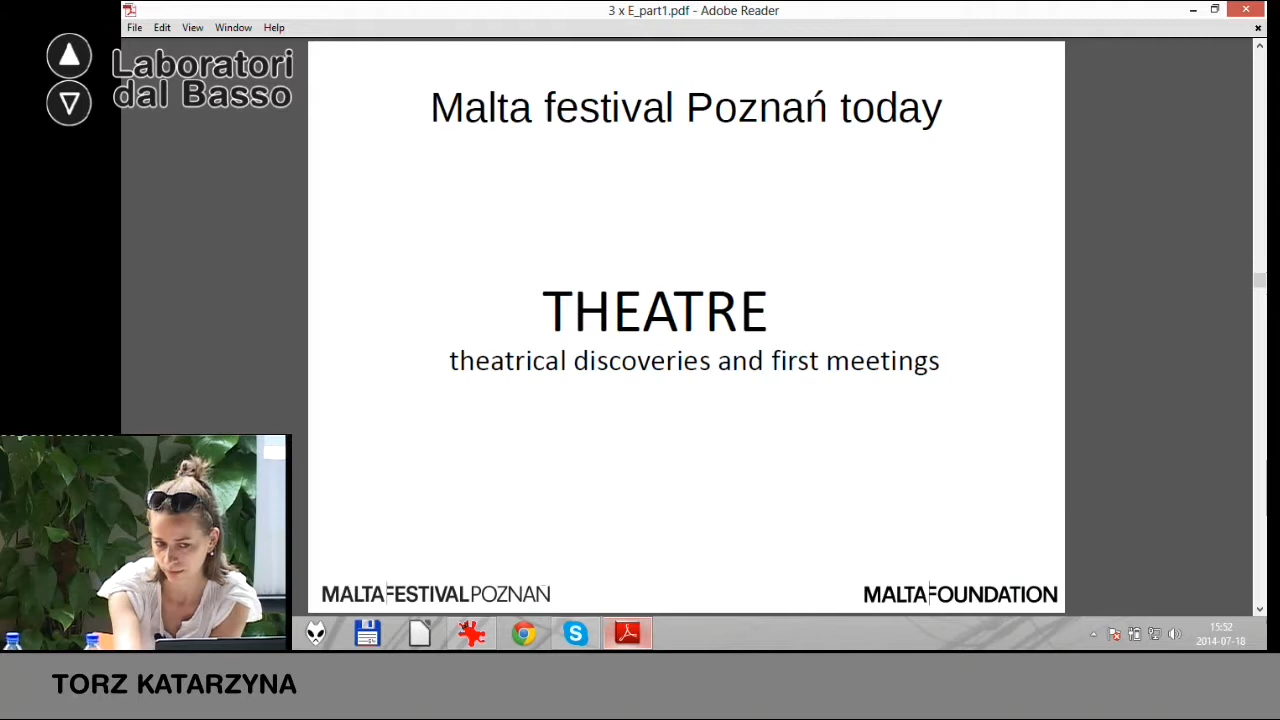 3 x E_part1.pdf - Adobe Reader
File Edit View Window Help
Laboratori
dal Basso
Malta festival Poznań today
THEATRE
theatrical discoveries and first meetings
MALTAFESTIVALPOZNAŃ
MALTAFOUNDATION
15:52
2014-07-18
TORZ KATARZYNA